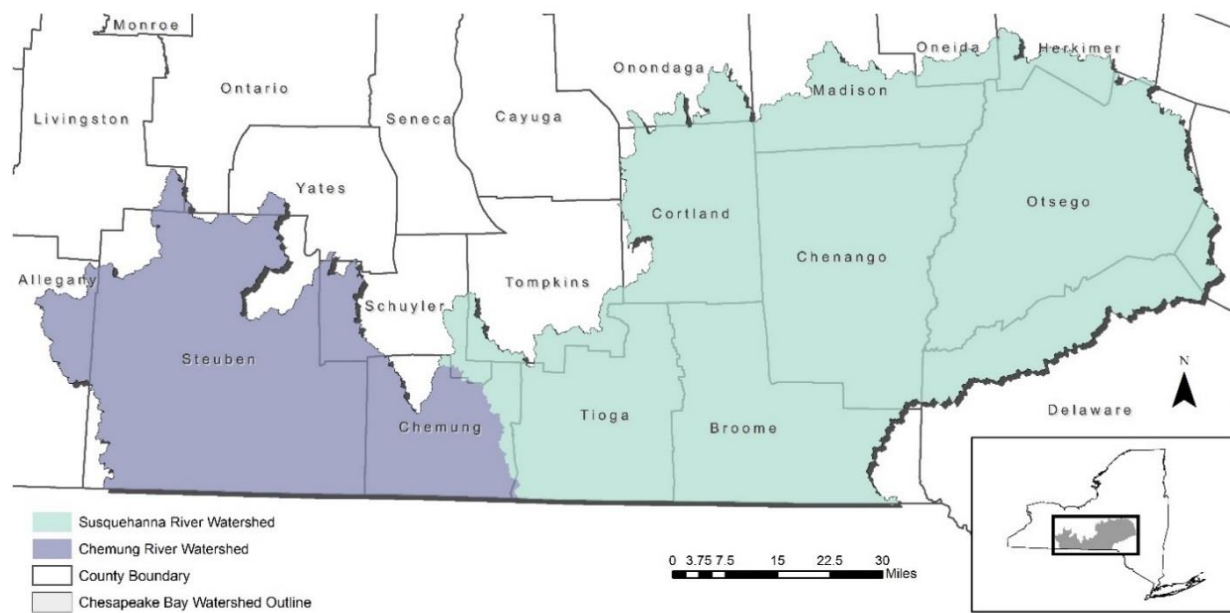 Monroe
Oneida
Herkimer
Onondaga
Madison
Ontario
Livingston
Seneca
Cayuga
Yates
Cortland
Otsego
Chenango
Allegany
Schuyler
Tompkins
Steuben
Tioga
Broome
Chemung
Delaware
N
Susquehanna River Watershed
Chemung River Watershed
County Boundary
Chesapeake Bay Watershed Outline
0 3.75 7.5 15 22.5 30
Miles